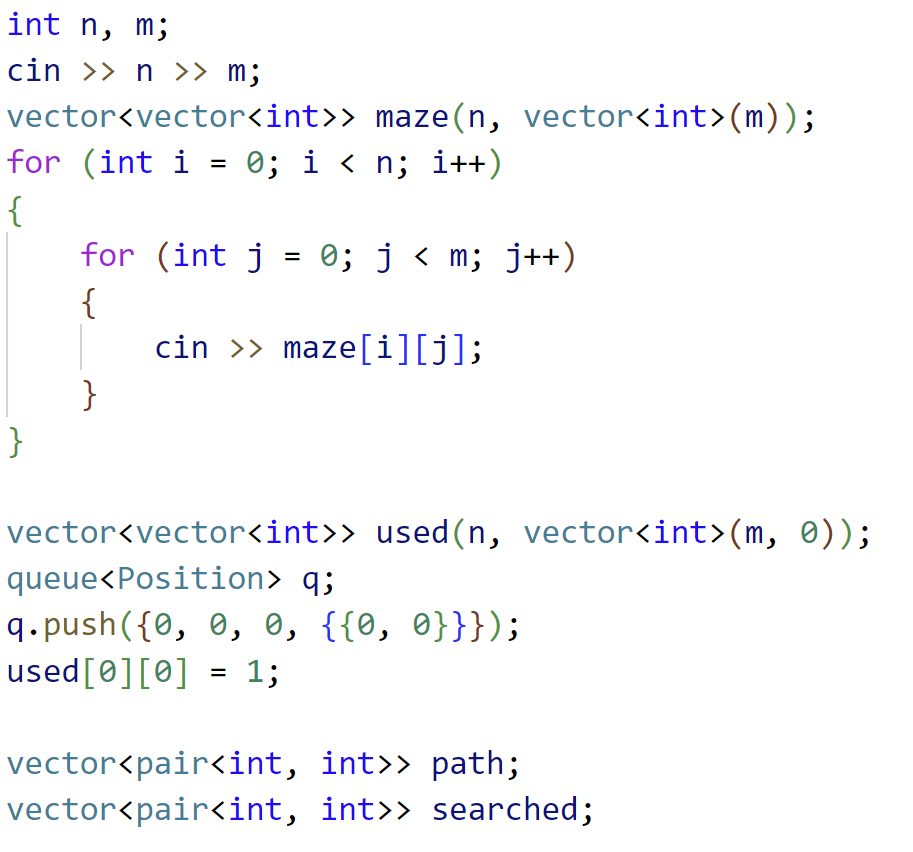 int n, m;
cin >> n >> m;
vector<vector<int>> maze(n, vector<int>(m));
for (int i = 0; i < n; i++)
{
    for (int j = 0; j < m; j++)
    {
        cin >> maze[i][j];
    }
}

vector<vector<int>> used(n, vector<int>(m, 0));
queue<Position> q;
q.push({0, 0, 0, {{0, 0}}});
used[0][0] = 1;

vector<pair<int, int>> path;
vector<pair<int, int>> searched;